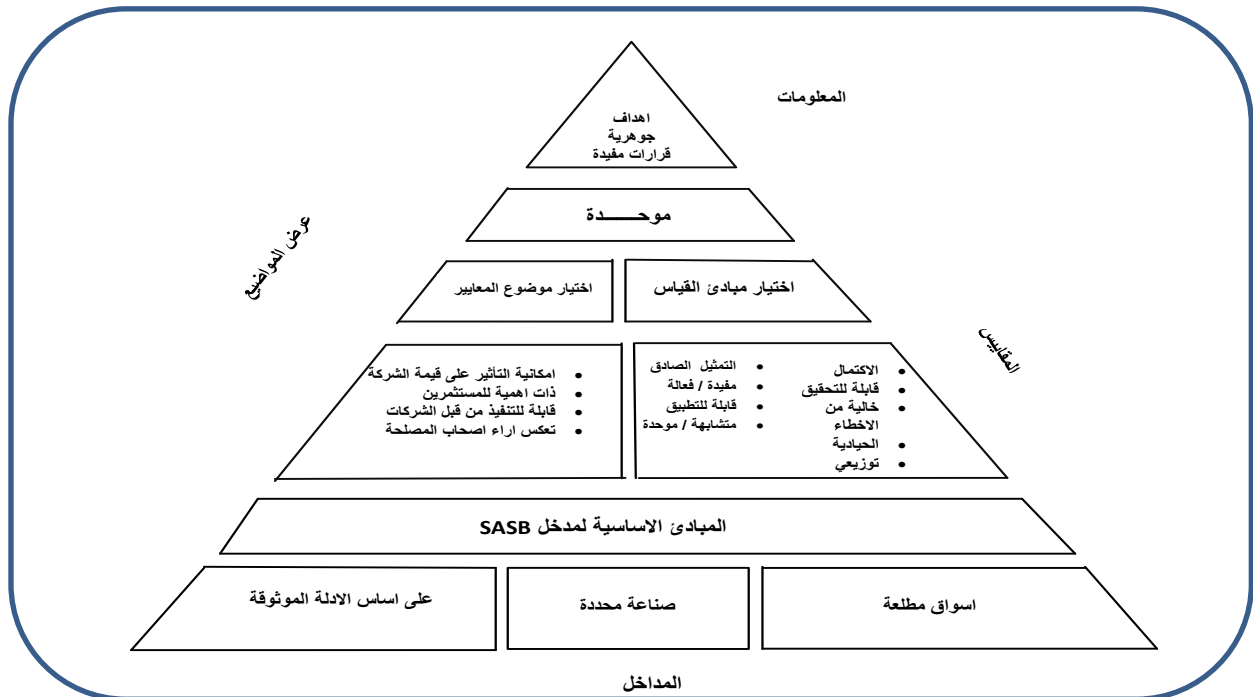 المعلومات
اهداف
جوهرية
قرارات مفيدة
موحـــــدة
عرض المواضيع
اختيار مبادئ القياس
اختيار موضوع المعايير
المقاييس
• الاكتمال
• قابلة للتحقيق
• خالية من
الاخطاء
• الحيادية
• توزيعي
• التمثيل الصادق
• مفيدة / فعالة
• قابلة للتطبيق
• متشابهة / موحدة
• امكانية التأثير على قيمة الشركة
• ذات اهمية للمستثمرين
• قابلة للتنفيذ من قبل الشركات
• تعكس اراء اصحاب المصلحة
المبادئ الاساسية لمدخل SASB
اسواق مطلعة
صناعة محددة
على اساس الادلة الموثوقة
المداخل